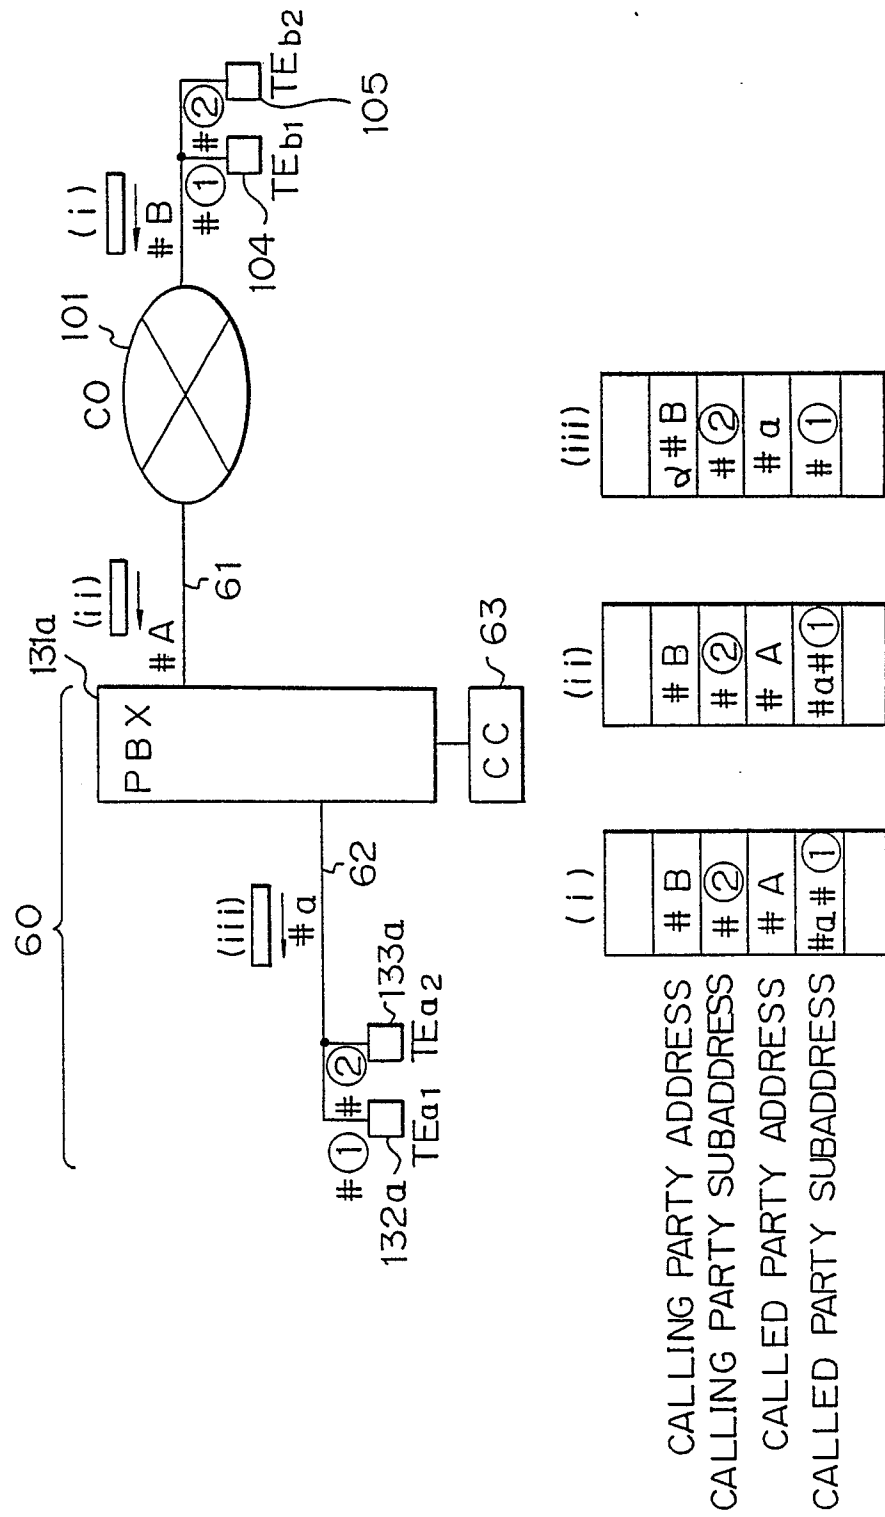 60
131a
PBX
(iii)
#a
62
#①
#②
132a
TEa1
133a
TEa2
CC
63
(ii)
#A
61
CO
101
(i)
#B
#①
#②
104
TEb1
105
TEb2
(i) (ii) (iii)
CALLING PARTY ADDRESS #B #B α#B
CALLING PARTY SUBADDRESS #② #② #②
CALLED PARTY ADDRESS #A #A #a
CALLED PARTY SUBADDRESS #a#① #a#① #①